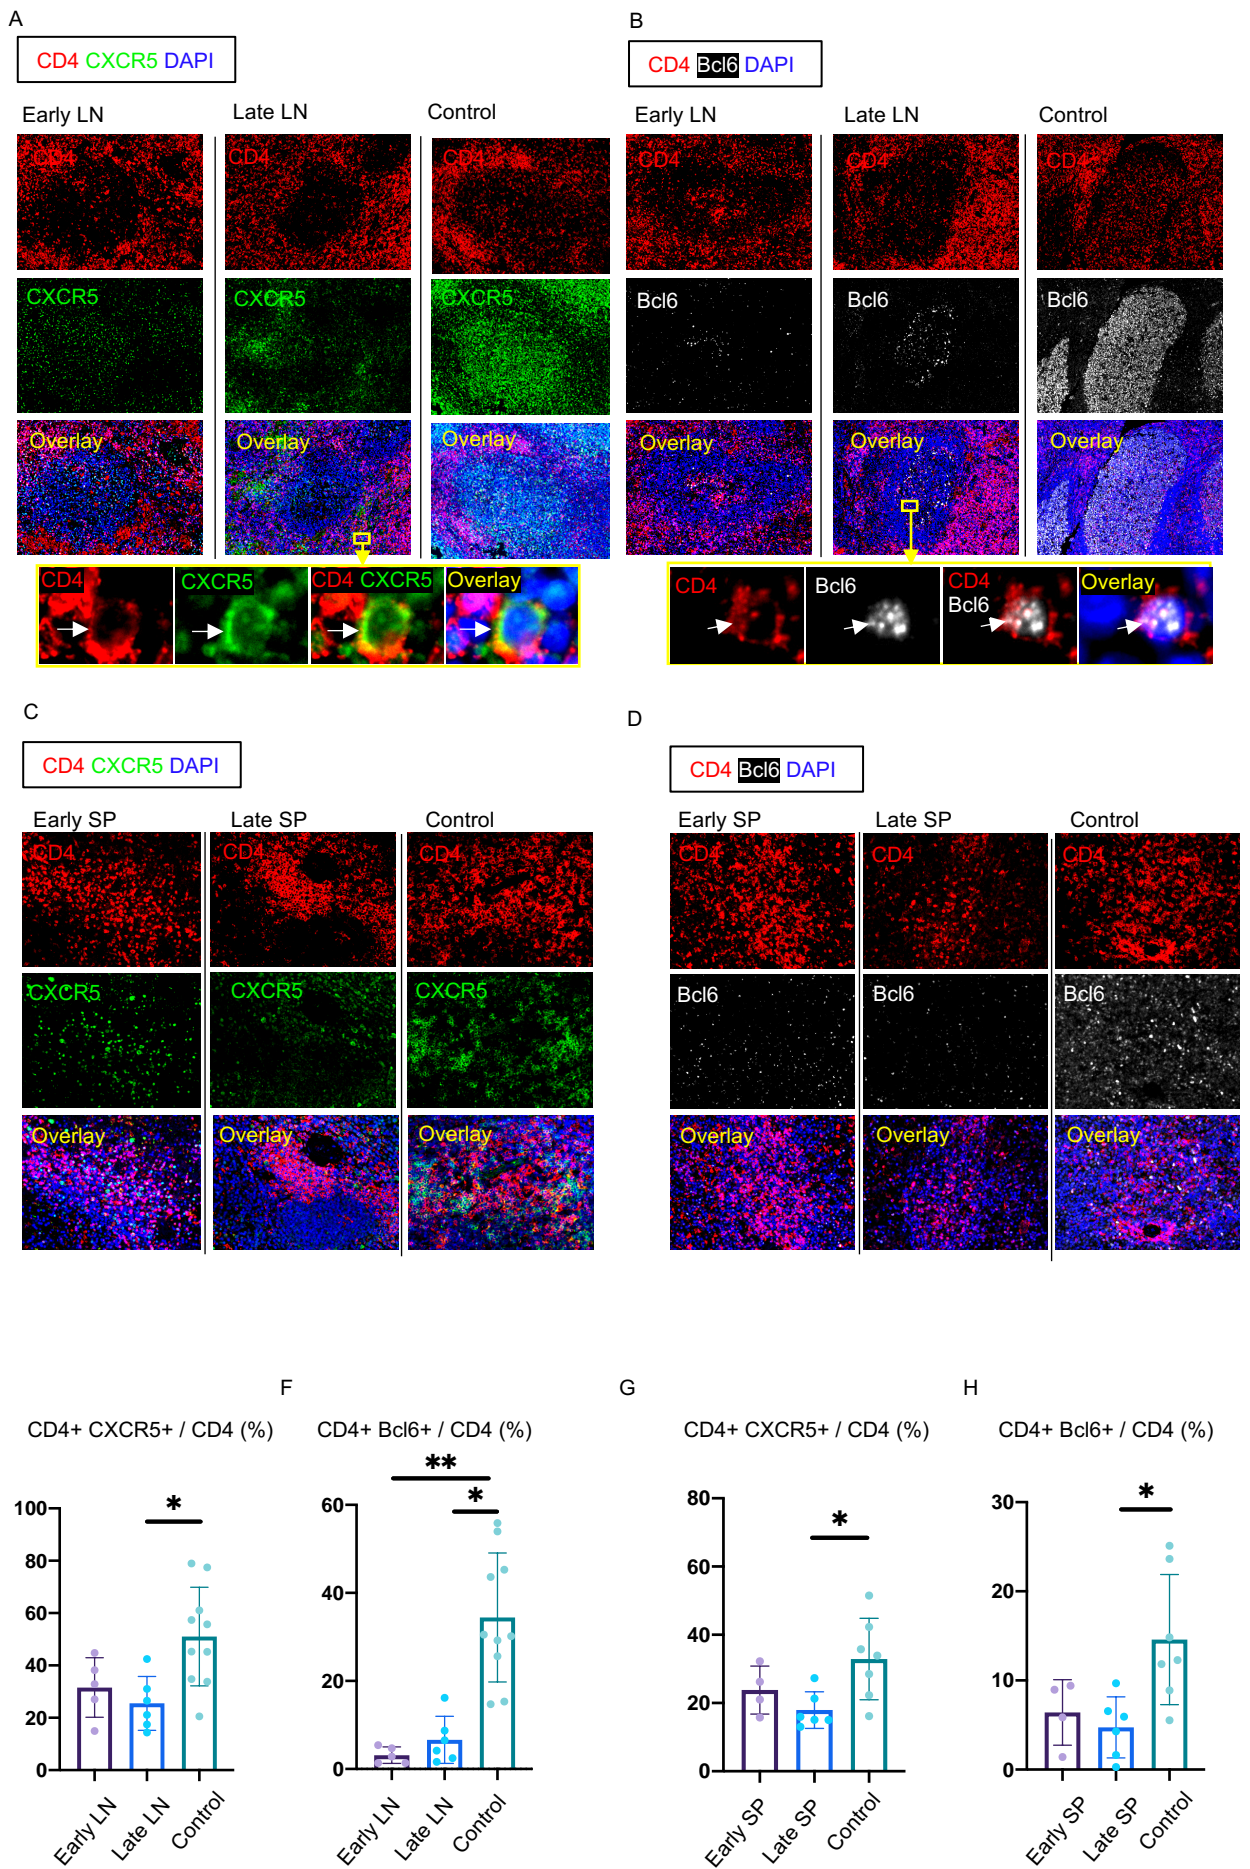 A
CD4 CXCR5 DAPI
Early LN
Late LN
Control
CD4
CD4
CD4
CXCR5
CXCR5
CXCR5
Overlay
Overlay
Overlay
CD4
CXCR5
CD4 CXCR5
Overlay
B
CD4 Bcl6 DAPI
Early LN
Late LN
Control
CD4
CD4
CD4
Bcl6
Bcl6
Bcl6
Overlay
Overlay
Overlay
CD4
Bcl6
CD4
Bcl6
Overlay
C
CD4 CXCR5 DAPI
Early SP
Late SP
Control
CD4
CD4
CD4
CXCR5
CXCR5
CXCR5
Overlay
Overlay
Overlay
D
CD4 Bcl6 DAPI
Early SP
Late SP
Control
CD4
CD4
CD4
Bcl6
Bcl6
Bcl6
Overlay
Overlay
Overlay
CD4+ CXCR5+ / CD4 (%)
*
100
80
60
40
20
0
Early LN
Late LN
Control
F
CD4+ Bcl6+ / CD4 (%)
**
*
60
40
20
0
Early LN
Late LN
Control
G
CD4+ CXCR5+ / CD4 (%)
*
80
60
40
20
0
Early SP
Late SP
Control
H
CD4+ Bcl6+ / CD4 (%)
*
30
20
10
0
Early SP
Late SP
Control